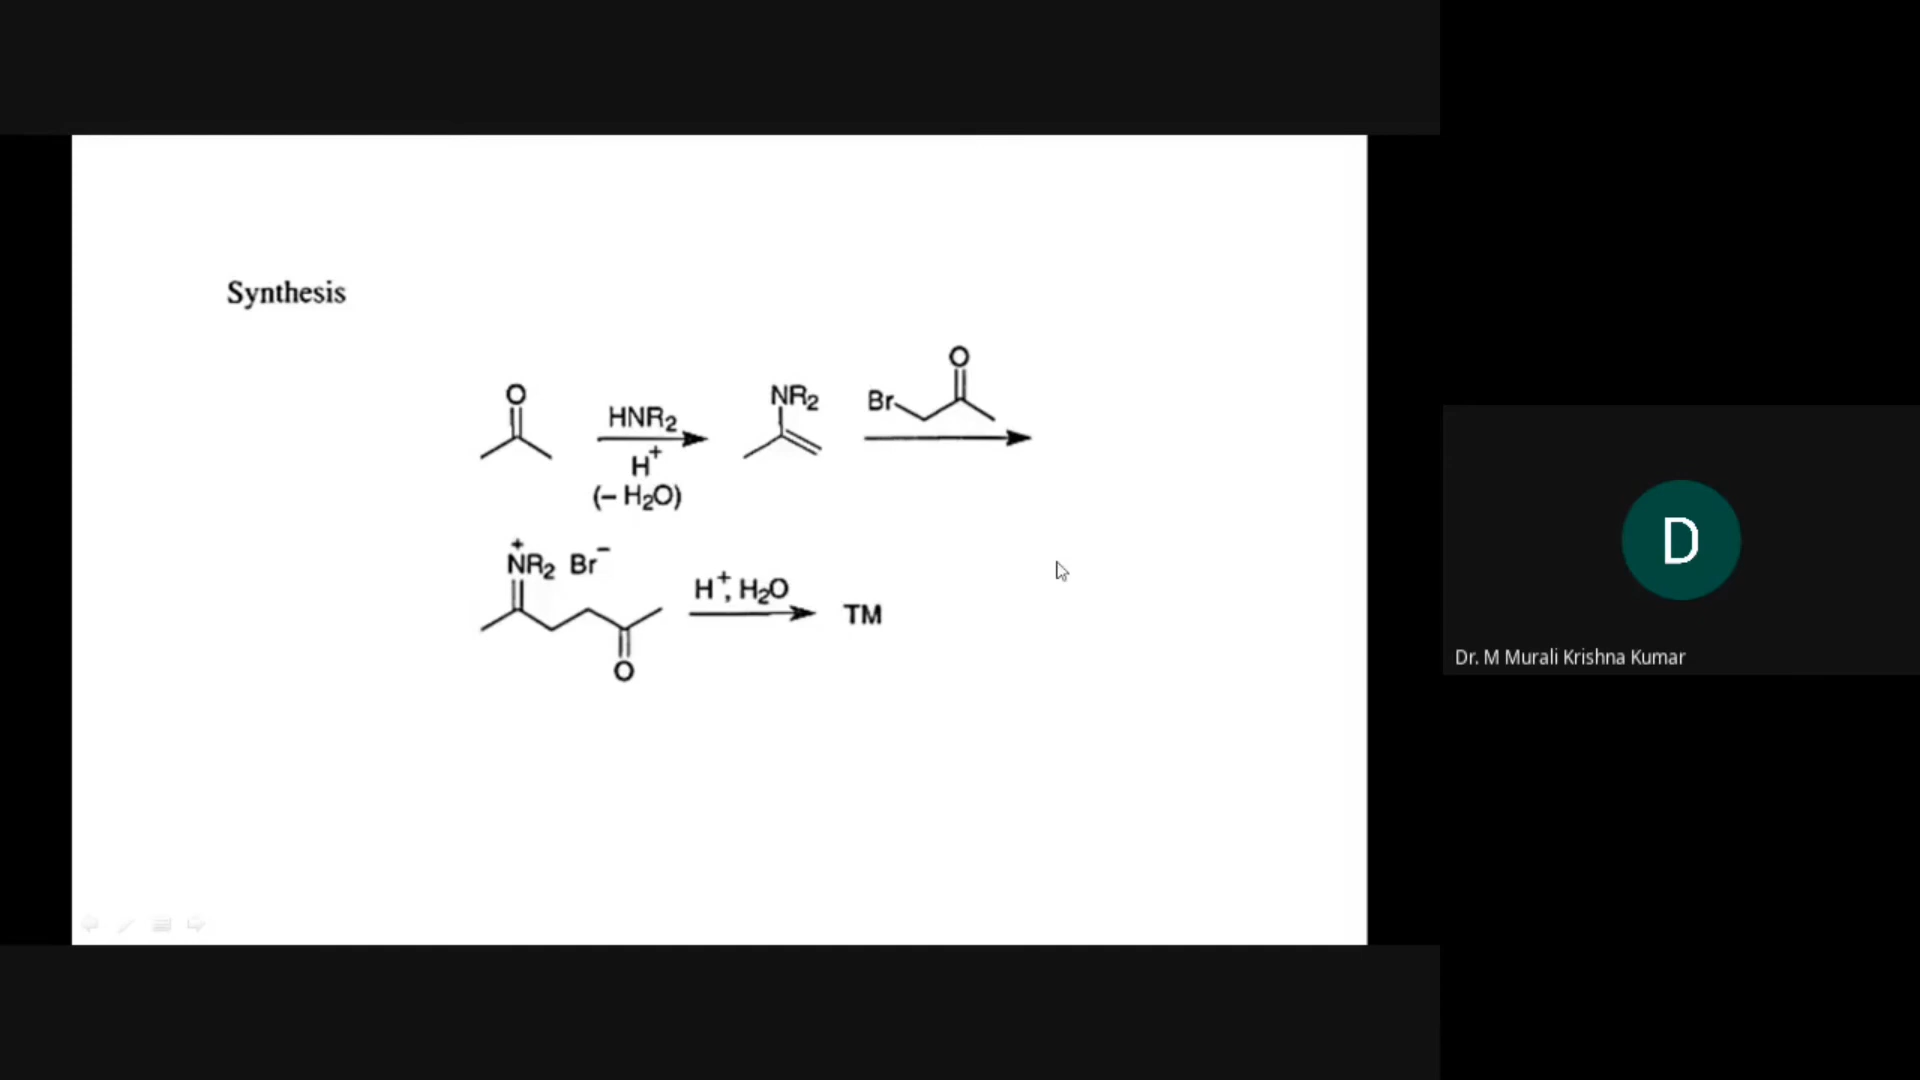 Synthesis
O
HNR₂
H⁺
(– H₂O)
NR₂
Br
O
⁺NR₂ Br⁻
O
H⁺, H₂O
TM
D
Dr. M Murali Krishna Kumar